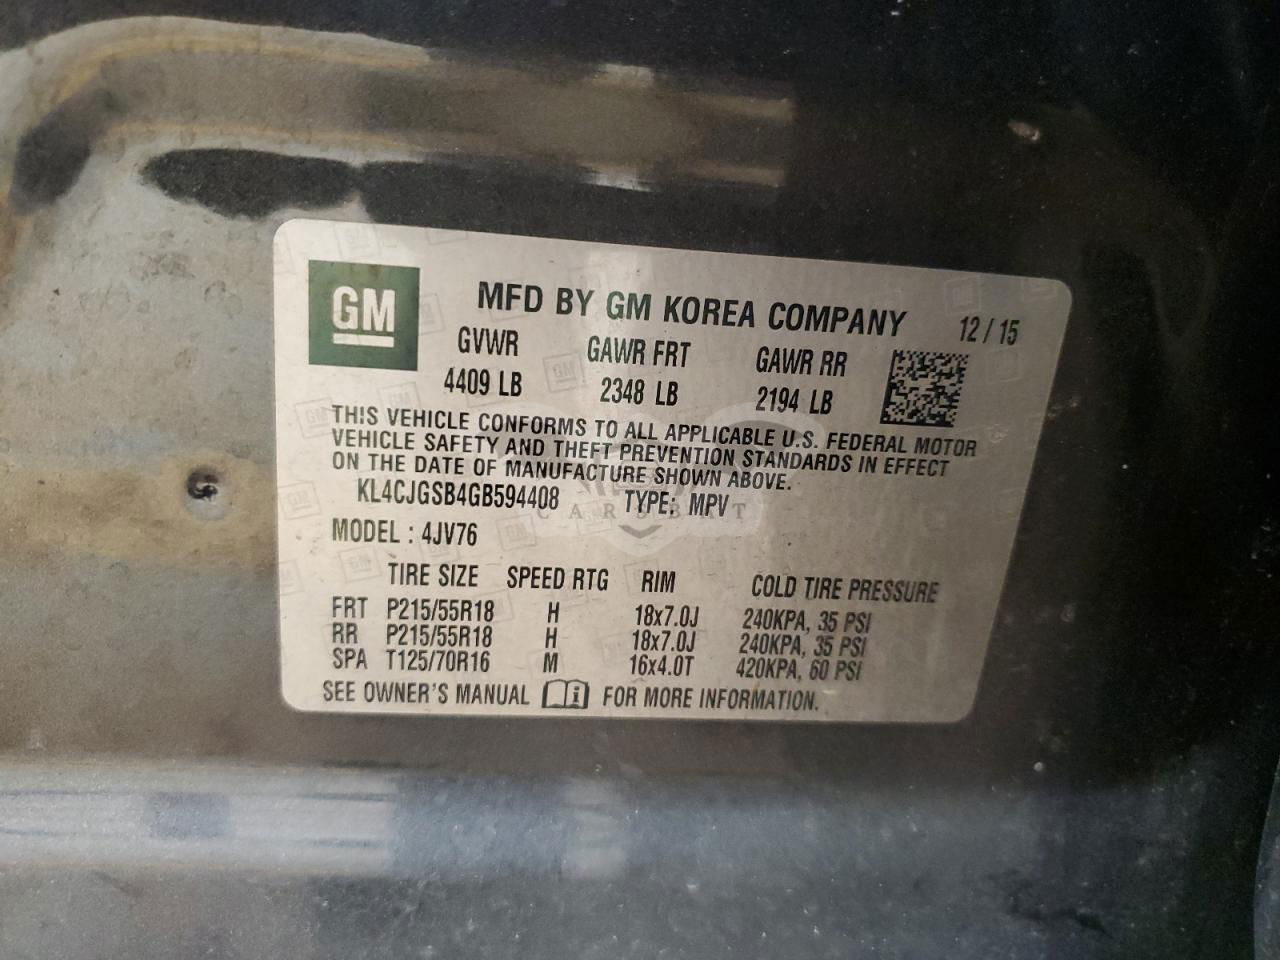 GM
MFD BY GM KOREA COMPANY 12/15
GVWR GAWR FRT GAWR RR
4409 LB 2348 LB 2194 LB
THIS VEHICLE CONFORMS TO ALL APPLICABLE U.S. FEDERAL MOTOR
VEHICLE SAFETY AND THEFT PREVENTION STANDARDS IN EFFECT
ON THE DATE OF MANUFACTURE SHOWN ABOVE.
KL4CJGSB4GB594408 TYPE: MPV
CARSBAT
MODEL : 4JV76
TIRE SIZE SPEED RTG RIM COLD TIRE PRESSURE
FRT P215/55R18 H 18x7.0J 240KPA, 35 PSI
RR P215/55R18 H 18x7.0J 240KPA, 35 PSI
SPA T125/70R16 M 16x4.0T 420KPA, 60 PSI
SEE OWNER'S MANUAL FOR MORE INFORMATION.